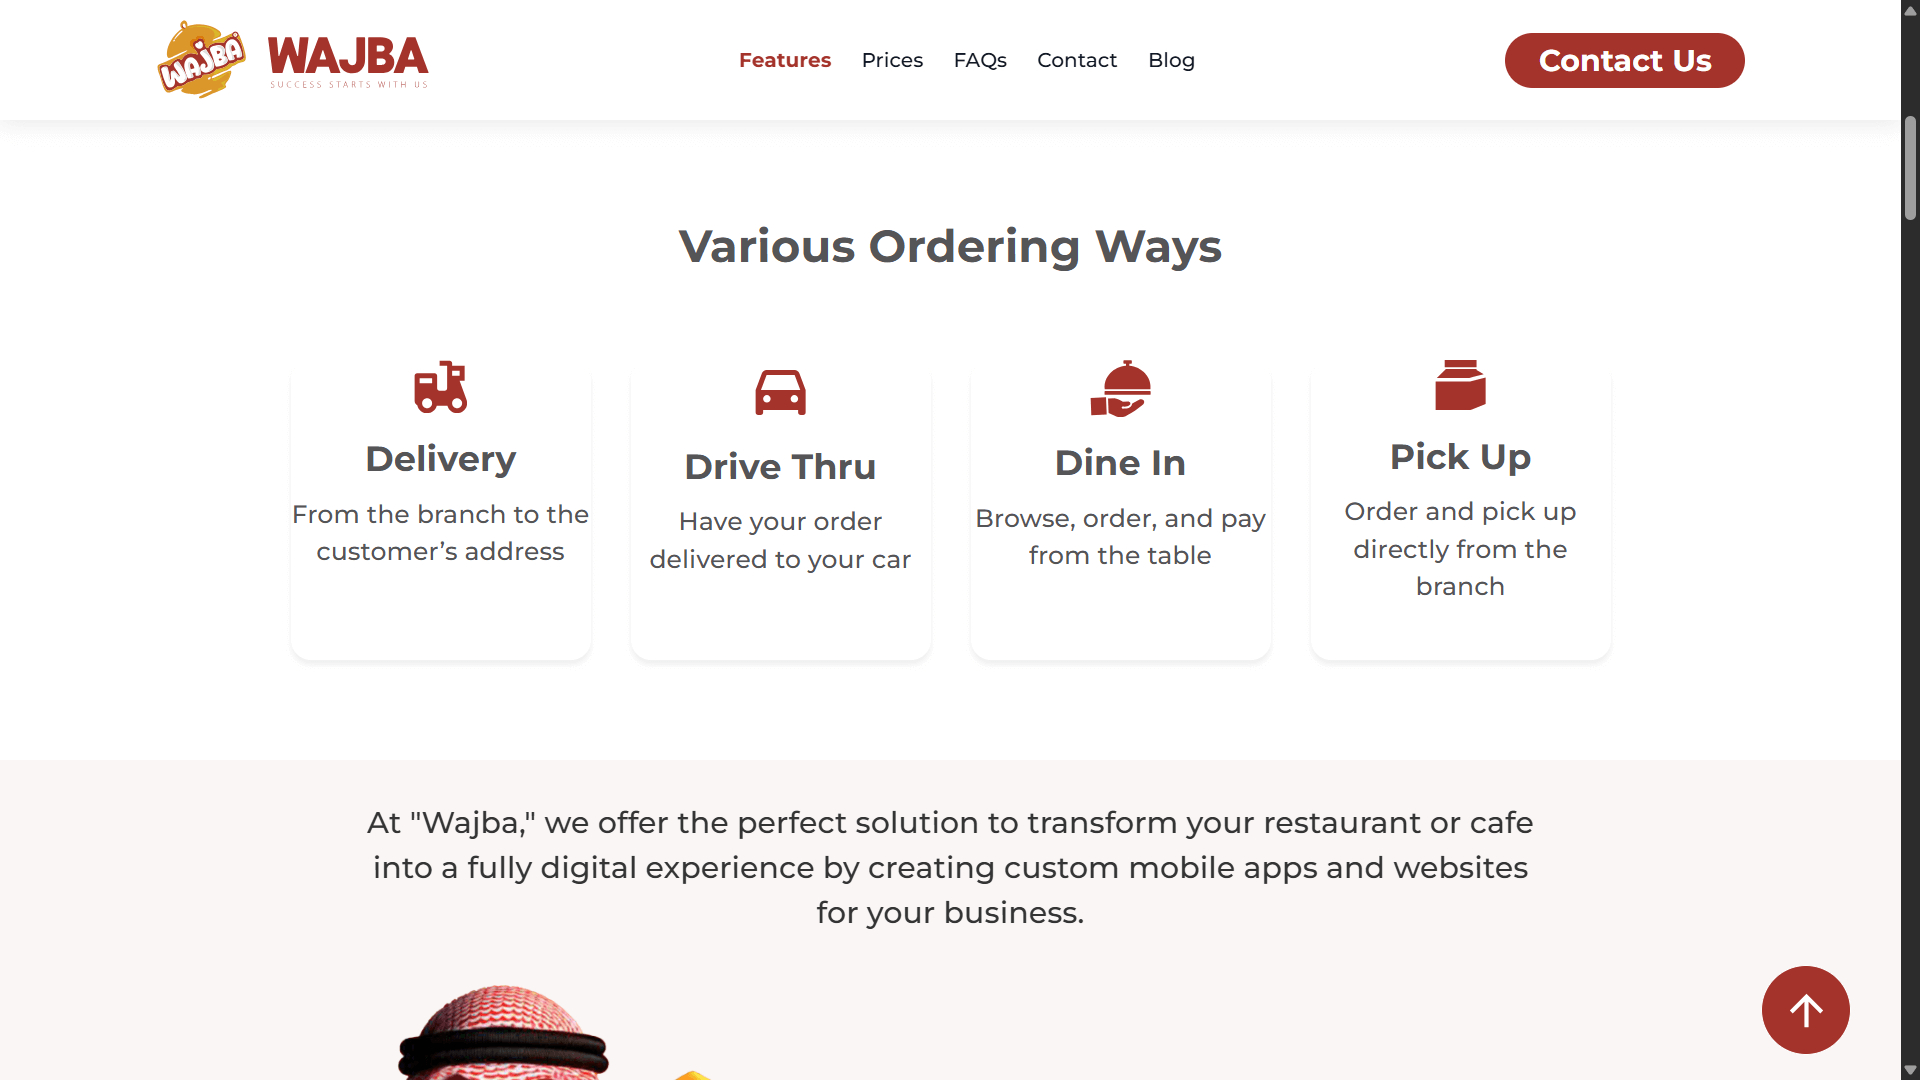 WAJBA
WAJBA
SUCCESS STARTS WITH US
Features
Prices
FAQs
Contact
Blog
Contact Us
Various Ordering Ways
Delivery
From the branch to the
customer’s address
Drive Thru
Have your order
delivered to your car
Dine In
Browse, order, and pay
from the table
Pick Up
Order and pick up
directly from the
branch
At "Wajba," we offer the perfect solution to transform your restaurant or cafe
into a fully digital experience by creating custom mobile apps and websites
for your business.